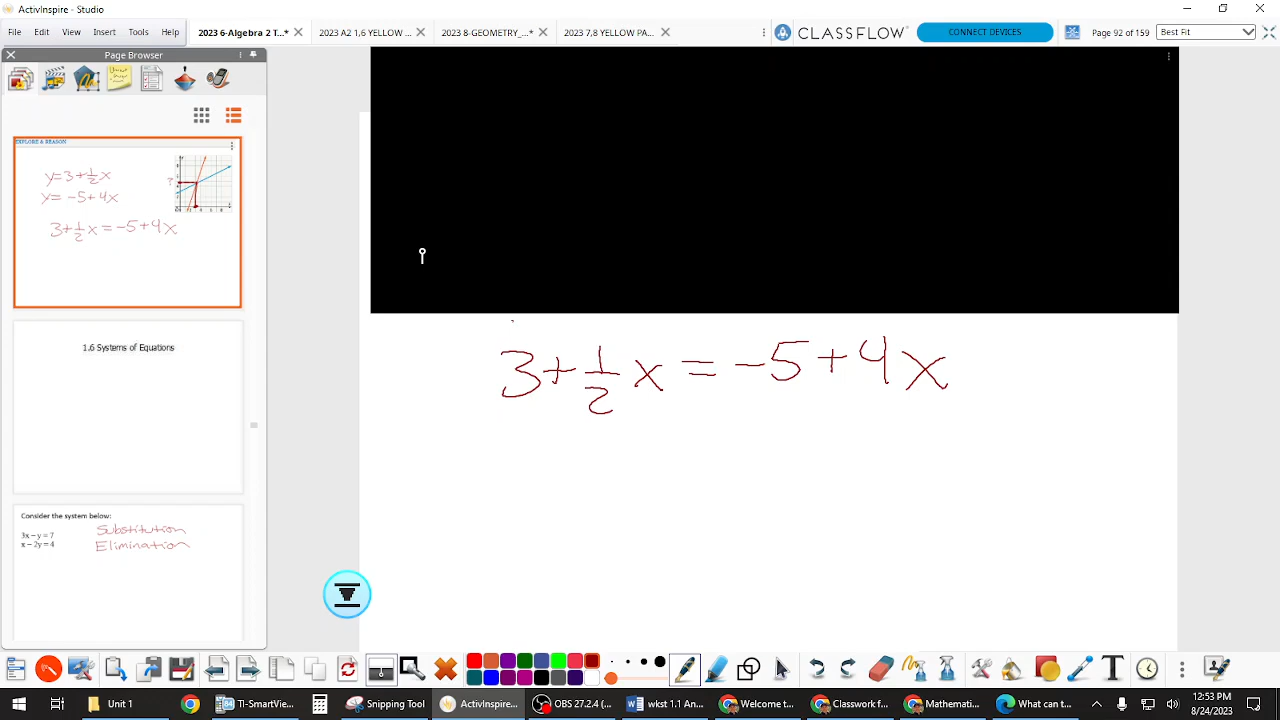 ActivInspire - Studio
File Edit View Insert Tools Help
2023 6-Algebra 2 T...*
2023 A2 1,6 YELLOW ...
2023 8-GEOMETRY_...*
2023 7,8 YELLOW PA...
CLASSFLOW
CONNECT DEVICES
Page 92 of 159
Best Fit
Page Browser
EXPLORE & REASON
y=3+1/2x
y=-5+4x
3+1/2x=-5+4x
1.6 Systems of Equations
Consider the system below:
3x – y = 7
x – 2y = 4
Substitution
Elimination
3+1/2x=-5+4x
Unit 1
84
TI-SmartVie...
Snipping Tool
ActivInspire...
OBS 27.2.4 (...
wkst 1.1 An...
Welcome t...
Classwork f...
Mathemati...
What can t...
12:53 PM
8/24/2023